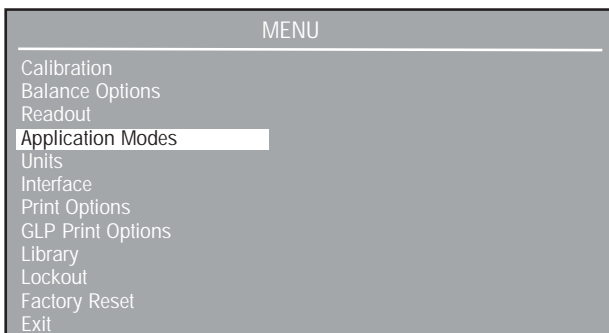 MENU
Calibration
Balance Options
Readout
Application Modes
Units
Interface
Print Options
GLP Print Options
Library
Lockout
Factory Reset
Exit